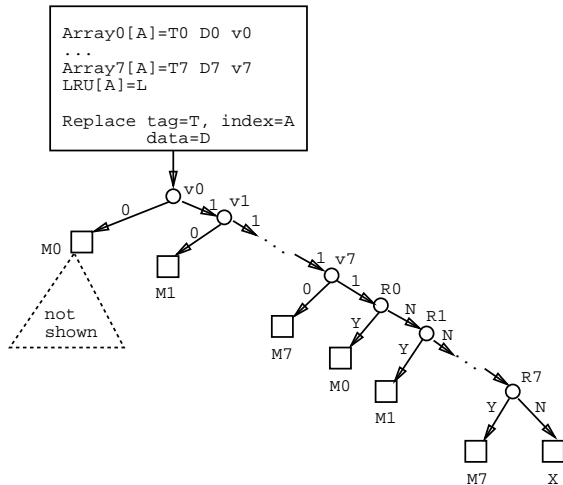 Array0[A]=T0 D0 v0
...
Array7[A]=T7 D7 v7
LRU[A]=L
Replace tag=T, index=A
data=D
v0
0
1
v1
M0
0
1
...
M1
not
shown
1
v7
0
1
R0
M7
Y
N
R1
M0
Y
N
...
M1
R7
Y
N
M7
X